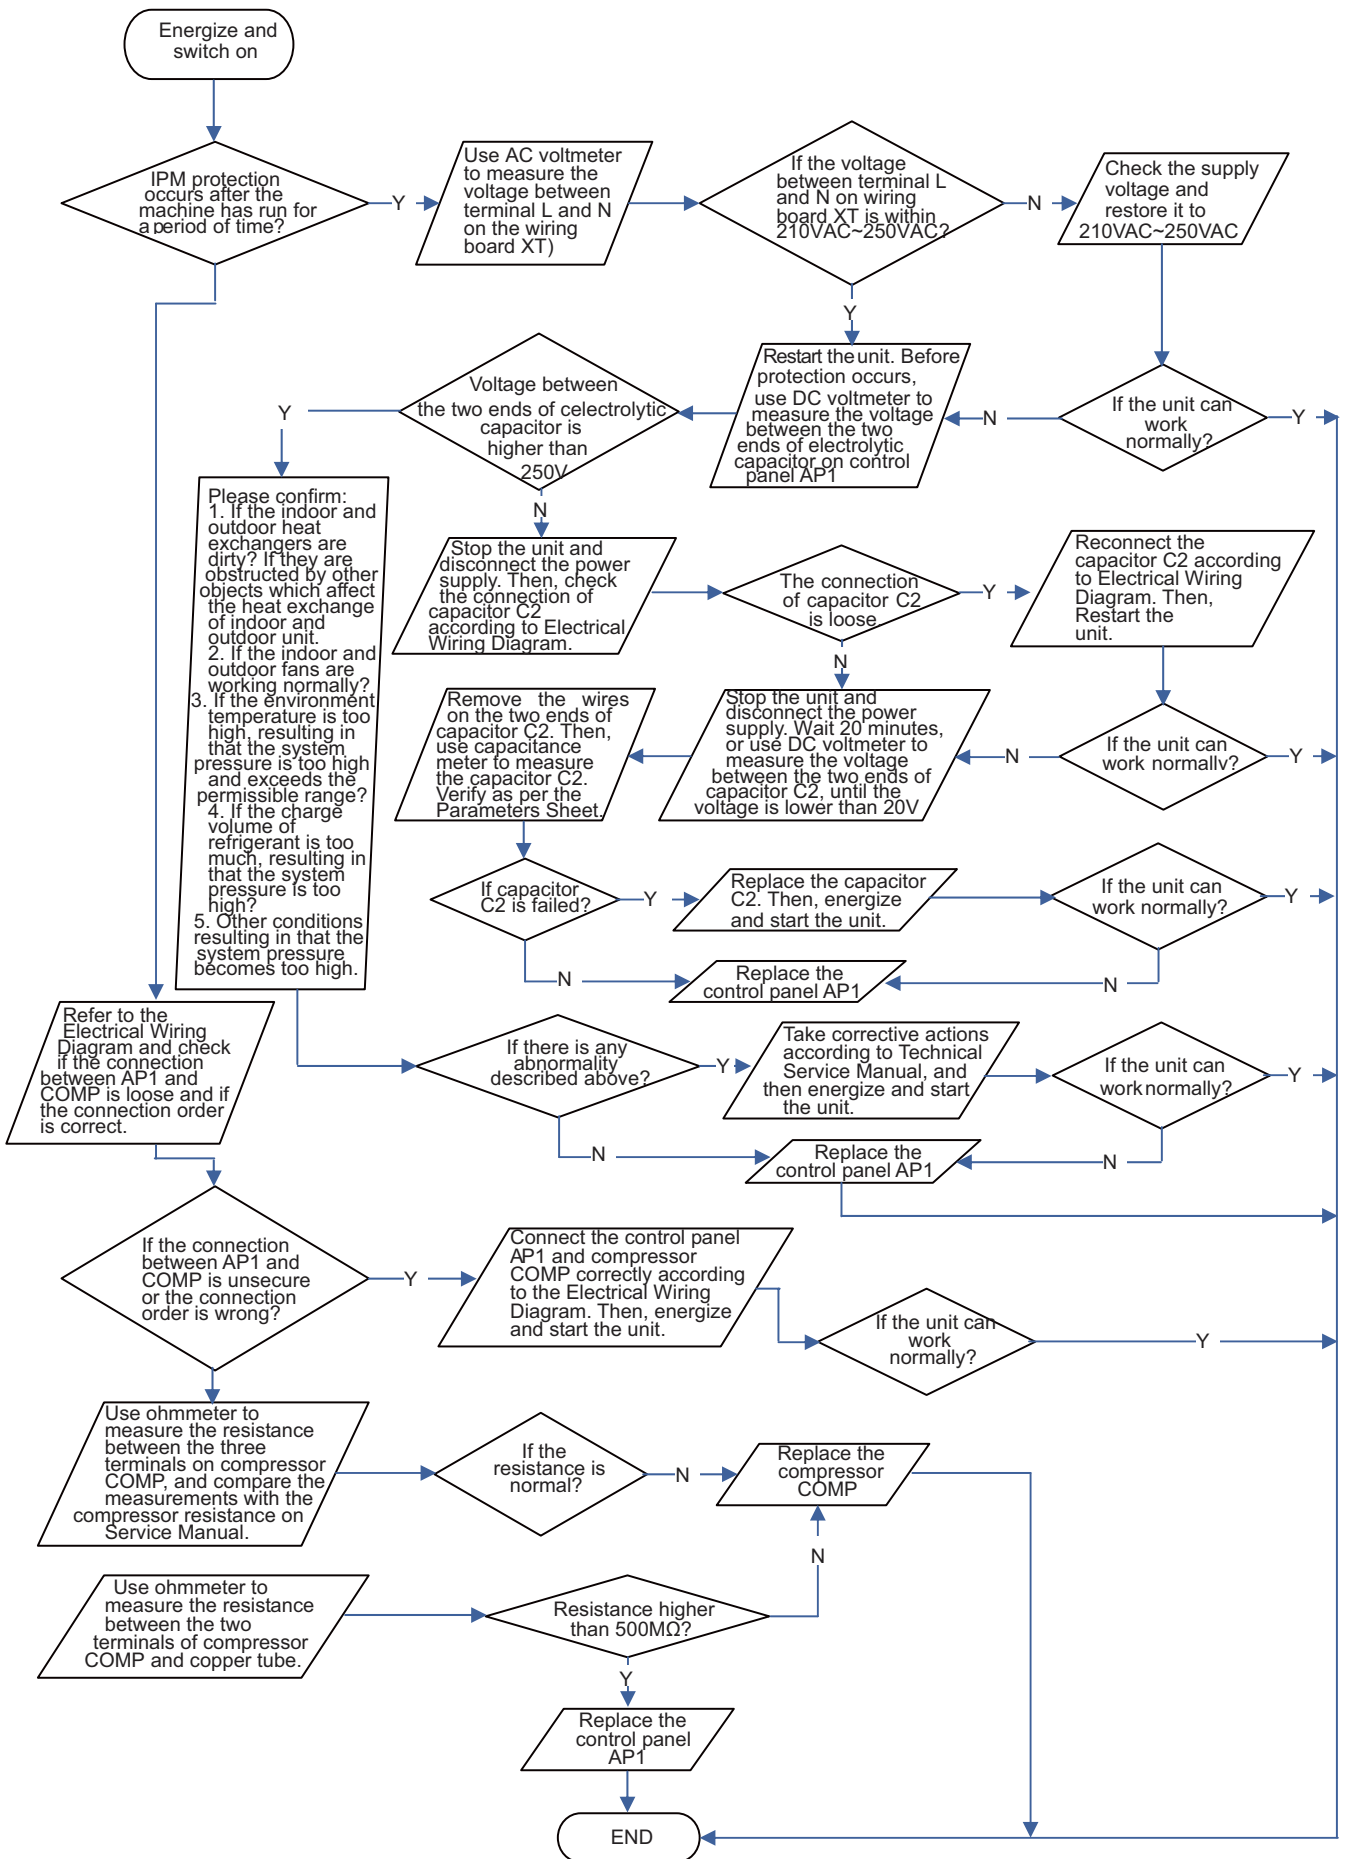 Energize and
switch on
IPM protection
occurs after the
machine has run for
a period of time?
Y
Use AC voltmeter
to measure the
voltage between
terminal L and N
on the wiring
board XT)
If the voltage
between terminal L
and N on wiring
board XT is within
210VAC~250VAC?
N
Check the supply
voltage and
restore it to
210VAC~250VAC
Y
Restart the unit. Before
protection occurs,
use DC voltmeter to
measure the voltage
between the two
ends of electrolytic
capacitor on control
panel AP1
N
If the unit can
work
normally?
Y
Voltage between
the two ends of celectrolytic
capacitor is
higher than
250V
Y
N
Please confirm:
1. If the indoor and
outdoor heat
exchangers are
dirty? If they are
obstructed by other
objects which affect
the heat exchange
of indoor and
outdoor unit.
2. If the indoor and
outdoor fans are
working normally?
3. If the environment
temperature is too
high, resulting in
that the system
pressure is too high
and exceeds the
permissible range?
4. If the charge
volume of
refrigerant is too
much, resulting in
that the system
pressure is too
high?
5. Other conditions
resulting in that the
system pressure
becomes too high.
Stop the unit and
disconnect the power
supply. Then, check
the connection of
capacitor C2
according to Electrical
Wiring Diagram.
The connection
of capacitor C2
is loose
Y
Reconnect the
capacitor C2 according
to Electrical Wiring
Diagram. Then,
Restart the
unit.
N
Remove the wires
on the two ends of
capacitor C2. Then,
use capacitance
meter to measure
the capacitor C2.
Verify as per the
Parameters Sheet.
Stop the unit and
disconnect the power
supply. Wait 20 minutes,
or use DC voltmeter to
measure the voltage
between the two ends of
capacitor C2, until the
voltage is lower than 20V
N
If the unit can
work normally?
Y
If capacitor
C2 is failed?
Y
Replace the capacitor
C2. Then, energize
and start the unit.
If the unit can
work normally?
Y
N
Replace the
control panel AP1
N
Refer to the
Electrical Wiring
Diagram and check
if the connection
between AP1 and
COMP is loose and if
the connection order
is correct.
If there is any
abnormality
described above?
Y
Take corrective actions
according to Technical
Service Manual, and
then energize and start
the unit.
If the unit can
work normally?
Y
N
Replace the
control panel AP1
N
If the connection
between AP1 and
COMP is unsecure
or the connection
order is wrong?
Y
Connect the control panel
AP1 and compressor
COMP correctly according
to the Electrical Wiring
Diagram. Then, energize
and start the unit.
If the unit can
work
normally?
Y
Use ohmmeter to
measure the resistance
between the three
terminals on compressor
COMP, and compare the
measurements with the
compressor resistance on
Service Manual.
If the
resistance is
normal?
N
Replace the
compressor
COMP
N
Use ohmmeter to
measure the resistance
between the two
terminals of compressor
COMP and copper tube.
Resistance higher
than 500MΩ?
Y
Replace the
control panel
AP1
END